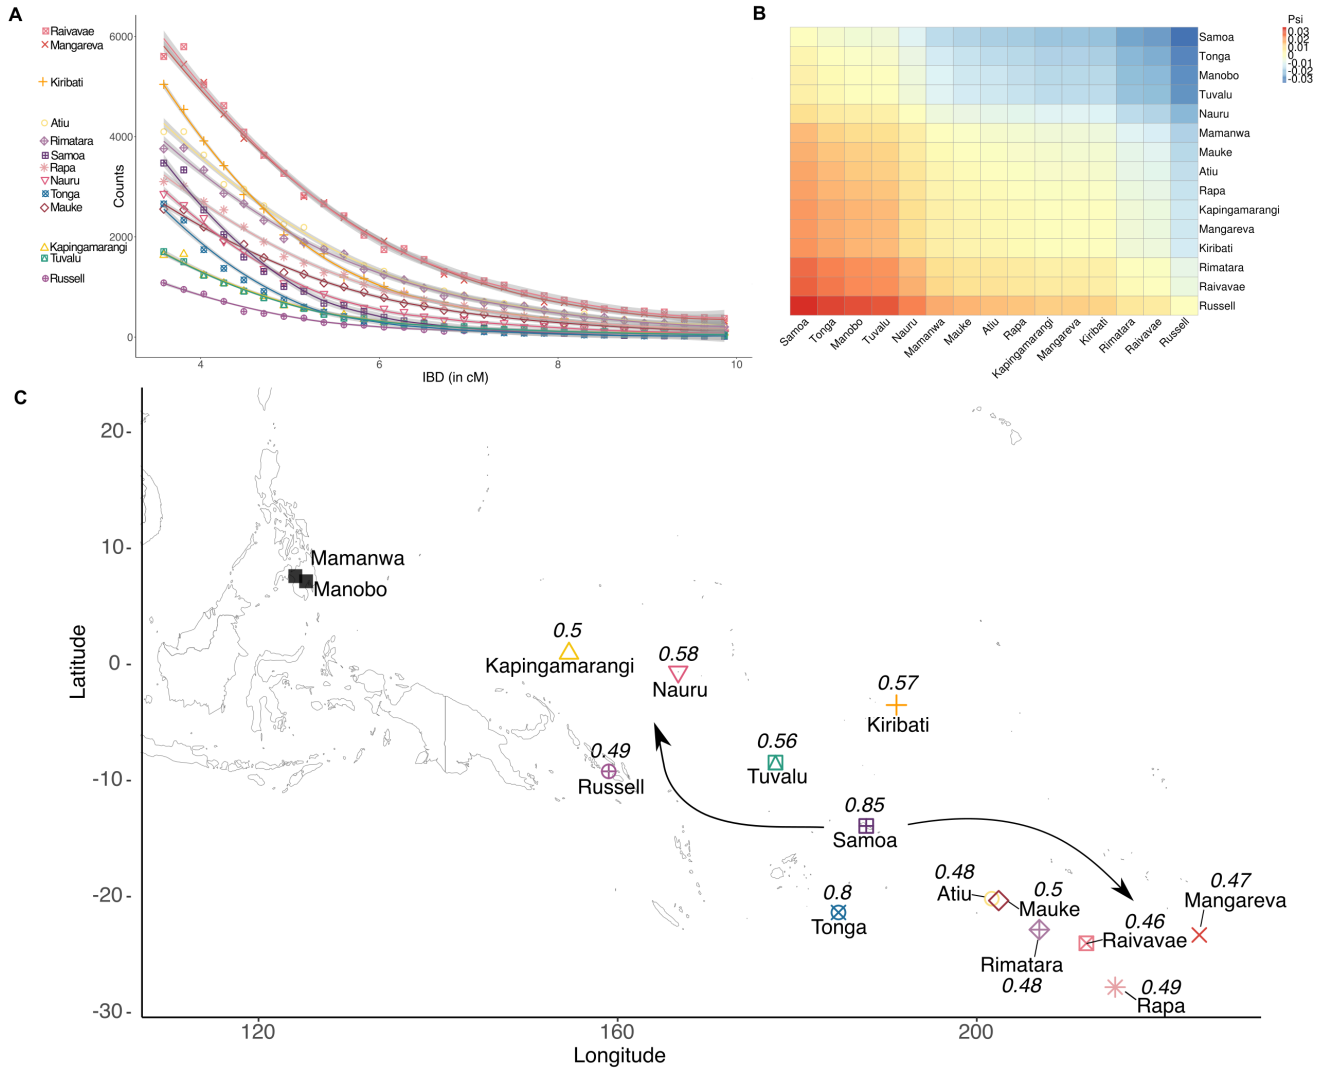 A
Raivavae
Mangareva
Kiribati
Atiu
Rimatara
Samoa
Rapa
Nauru
Tonga
Mauke
Kapingamarangi
Tuvalu
Russell
Counts
6000
4000
2000
0
4
6
8
10
IBD (in cM)
B
Psi
0.03
0.02
0.01
0
-0.01
-0.02
-0.03
Samoa
Tonga
Manobo
Tuvalu
Nauru
Mamanwa
Mauke
Atiu
Rapa
Kapingamarangi
Mangareva
Kiribati
Rimatara
Raivavae
Russell
Samoa
Tonga
Manobo
Tuvalu
Nauru
Mamanwa
Mauke
Atiu
Rapa
Kapingamarangi
Mangareva
Kiribati
Rimatara
Raivavae
Russell
C
Latitude
20
10
0
-10
-20
-30
Mamanwa
Manobo
0.5
Kapingamarangi
0.58
Nauru
0.57
Kiribati
0.49
Russell
0.56
Tuvalu
0.85
Samoa
0.8
Tonga
0.48
Atiu
0.5
Mauke
0.47
Mangareva
0.46
Raivavae
Rimatara
0.48
0.49
Rapa
120
160
200
Longitude